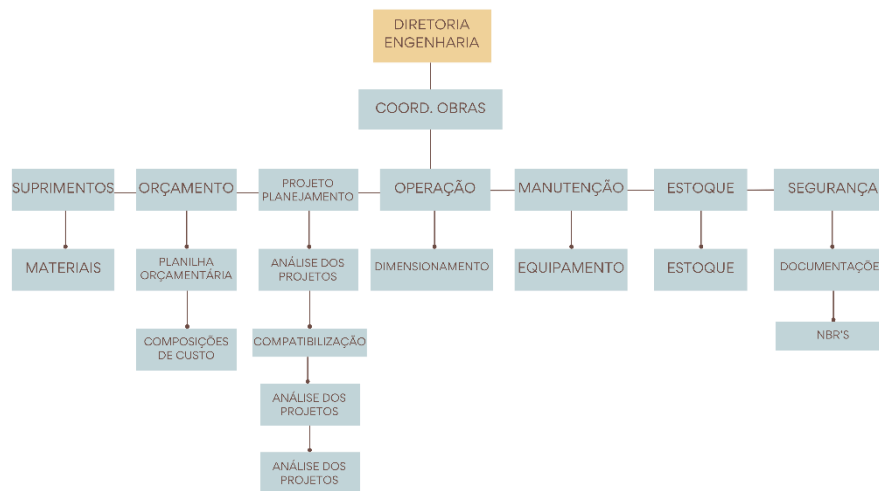 DIRETORIA
ENGENHARIA
COORD. OBRAS
SUPRIMENTOS
ORÇAMENTO
PROJETO
PLANEJAMENTO
OPERAÇÃO
MANUTENÇÃO
ESTOQUE
SEGURANÇA
MATERIAIS
PLANILHA
ORÇAMENTÁRIA
ANÁLISE DOS
PROJETOS
DIMENSIONAMENTO
EQUIPAMENTO
ESTOQUE
DOCUMENTAÇÕE
COMPOSIÇÕES
DE CUSTO
COMPATIBILIZAÇÃO
NBR'S
ANÁLISE DOS
PROJETOS
ANÁLISE DOS
PROJETOS